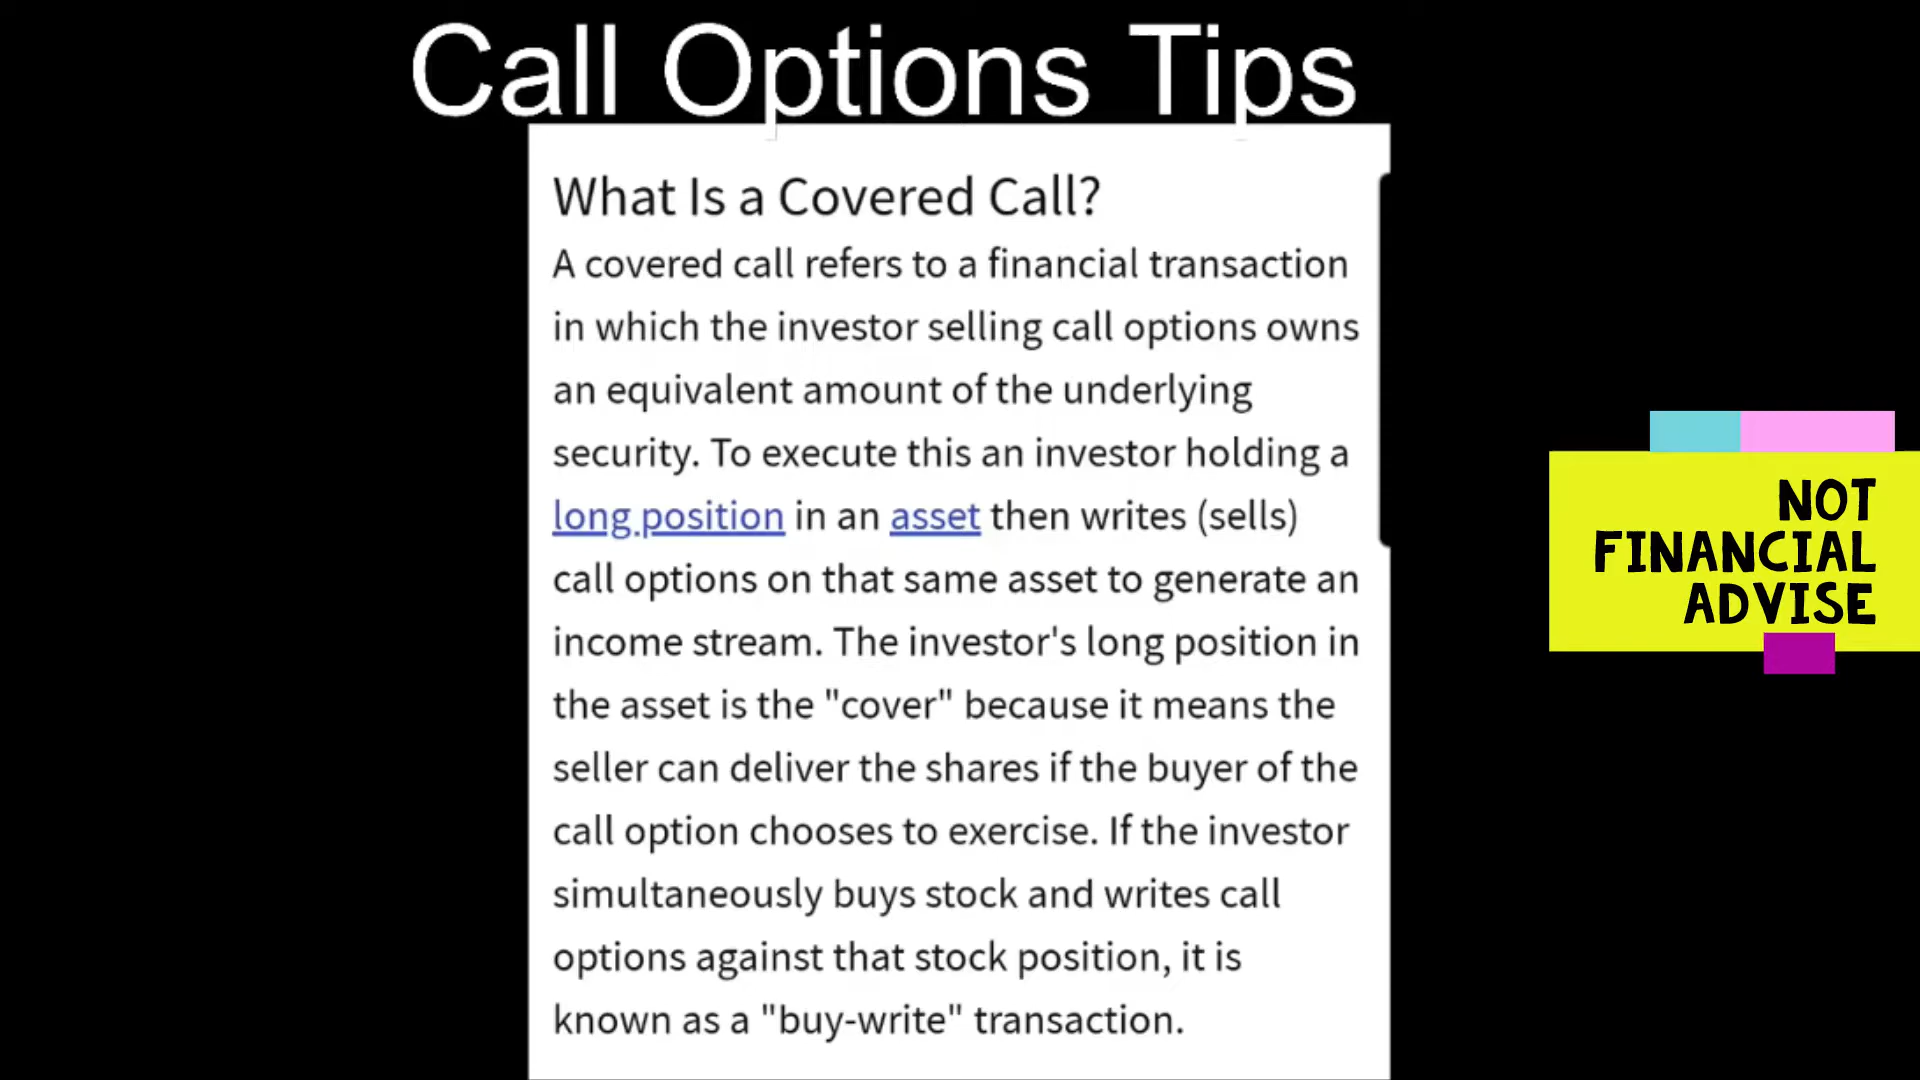 Call Options Tips
What Is a Covered Call?
A covered call refers to a financial transaction
in which the investor selling call options owns
an equivalent amount of the underlying
security. To execute this an investor holding a
long position in an asset then writes (sells)
call options on that same asset to generate an
income stream. The investor's long position in
the asset is the "cover" because it means the
seller can deliver the shares if the buyer of the
call option chooses to exercise. If the investor
simultaneously buys stock and writes call
options against that stock position, it is
known as a "buy-write" transaction.
NOT
FINANCIAL
ADVISE